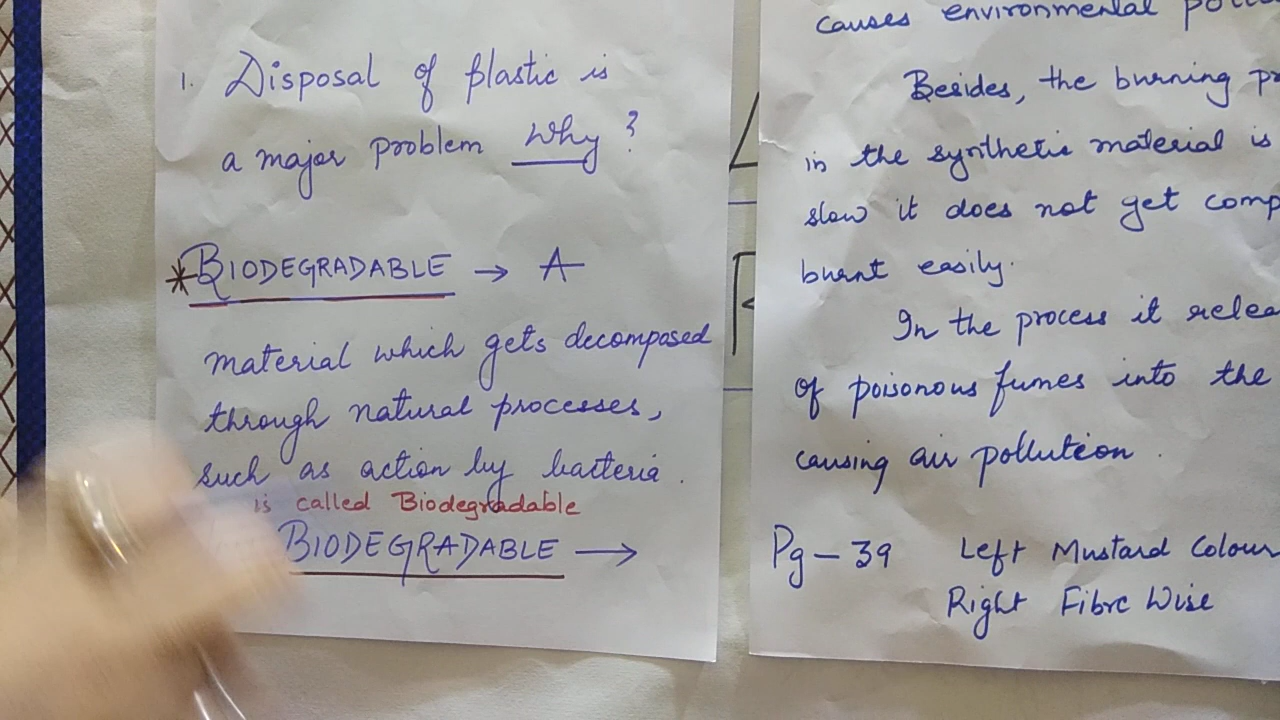 1. Disposal of plastic is
a major problem Why?
*BIODEGRADABLE → A
material which gets decomposed
through natural processes,
such as action by bacteria.
is called Biodegradable
BIODEGRADABLE →
causes environmental
Besides, the burning
in the synthetic material is
slow it does not get
burnt easily.
In the process it
of poisonous fumes into the
causing air pollution.
Pg - 39 Left Mustard Colour
Right Fibre Wise